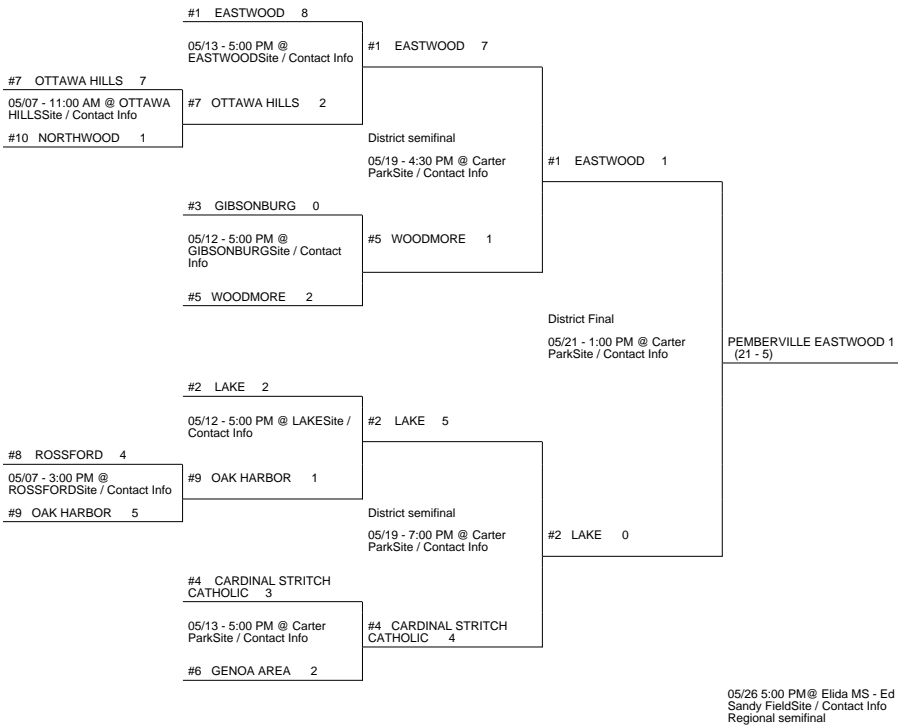 #1 EASTWOOD 8
05/13 - 5:00 PM @
EASTWOODSite / Contact Info
#1 EASTWOOD 7
#7 OTTAWA HILLS 7
05/07 - 11:00 AM @ OTTAWA
HILLSSite / Contact Info
#7 OTTAWA HILLS 2
#10 NORTHWOOD 1
District semifinal
05/19 - 4:30 PM @ Carter
ParkSite / Contact Info
#1 EASTWOOD 1
#3 GIBSONBURG 0
05/12 - 5:00 PM @
GIBSONBURGSite / Contact
Info
#5 WOODMORE 1
#5 WOODMORE 2
District Final
05/21 - 1:00 PM @ Carter
ParkSite / Contact Info
PEMBERVILLE EASTWOOD 1
(21 - 5)
#2 LAKE 2
05/12 - 5:00 PM @ LAKESite /
Contact Info
#2 LAKE 5
#8 ROSSFORD 4
05/07 - 3:00 PM @
ROSSFORDSite / Contact Info
#9 OAK HARBOR 1
#9 OAK HARBOR 5
District semifinal
05/19 - 7:00 PM @ Carter
ParkSite / Contact Info
#2 LAKE 0
#4 CARDINAL STRITCH
CATHOLIC 3
05/13 - 5:00 PM @ Carter
ParkSite / Contact Info
#4 CARDINAL STRITCH
CATHOLIC 4
#6 GENOA AREA 2
05/26 5:00 PM@ Elida MS - Ed
Sandy FieldSite / Contact Info
Regional semifinal